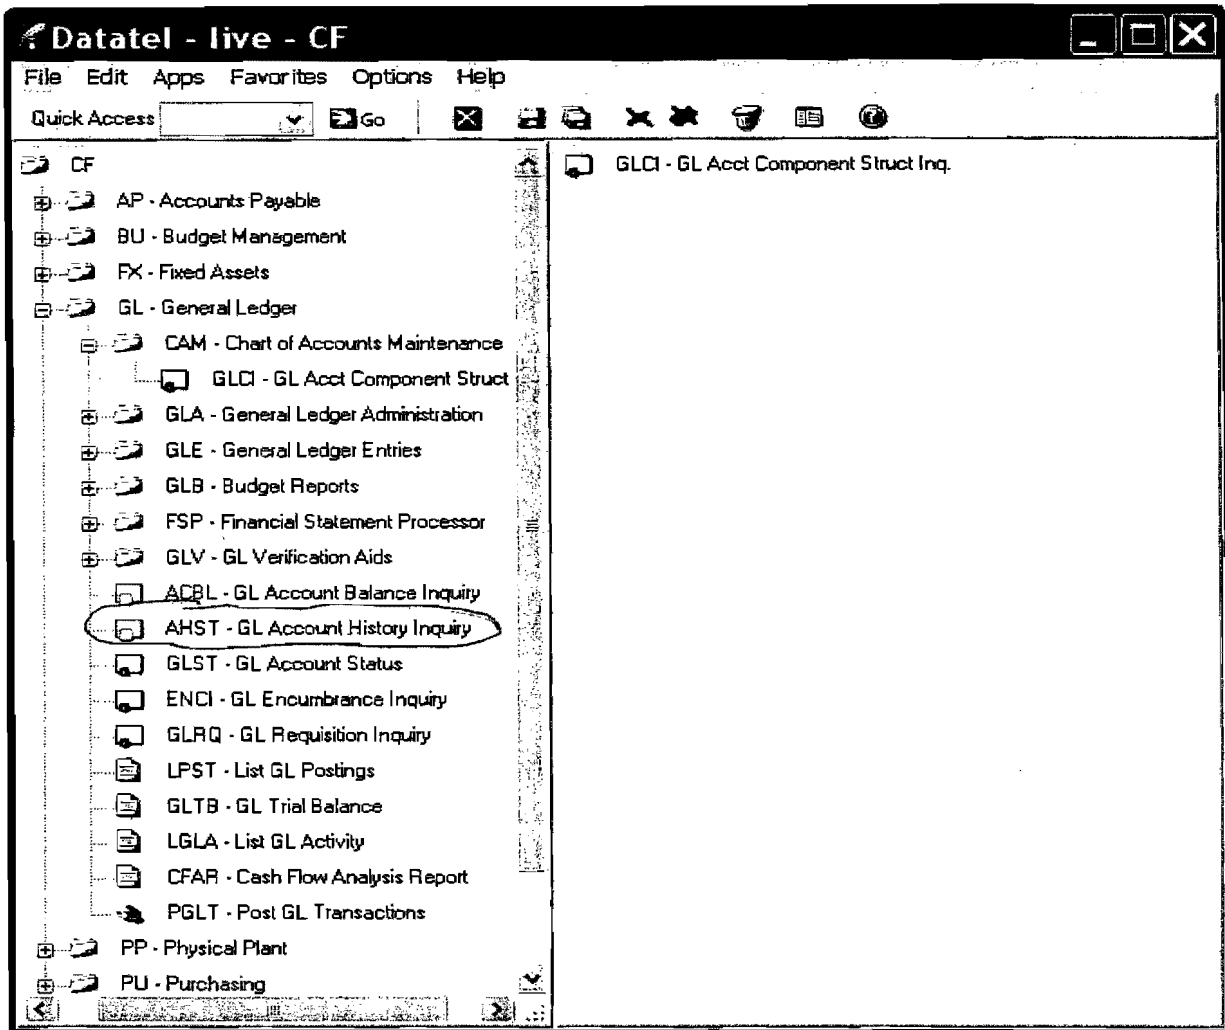 Datatel - live - CF
File Edit Apps Favorites Options Help
Quick Access Go
CF
AP - Accounts Payable
BU - Budget Management
FX - Fixed Assets
GL - General Ledger
CAM - Chart of Accounts Maintenance
GLCI - GL Acct Component Struct
GLA - General Ledger Administration
GLE - General Ledger Entries
GLB - Budget Reports
FSP - Financial Statement Processor
GLV - GL Verification Aids
ACBL - GL Account Balance Inquiry
AHST - GL Account History Inquiry
GLST - GL Account Status
ENCI - GL Encumbrance Inquiry
GLRQ - GL Requisition Inquiry
LPST - List GL Postings
GLTB - GL Trial Balance
LGLA - List GL Activity
CFAR - Cash Flow Analysis Report
PGLT - Post GL Transactions
PP - Physical Plant
PU - Purchasing
GLCI - GL Acct Component Struct Inq.